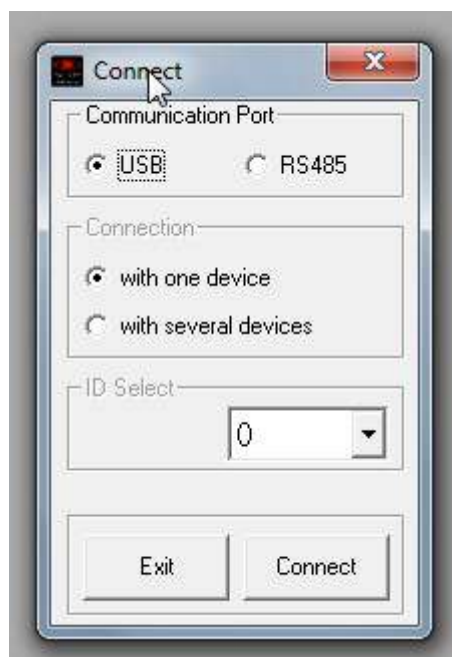 Connect
Communication Port
USB RS485
Connection
with one device
with several devices
ID Select
0
Exit Connect